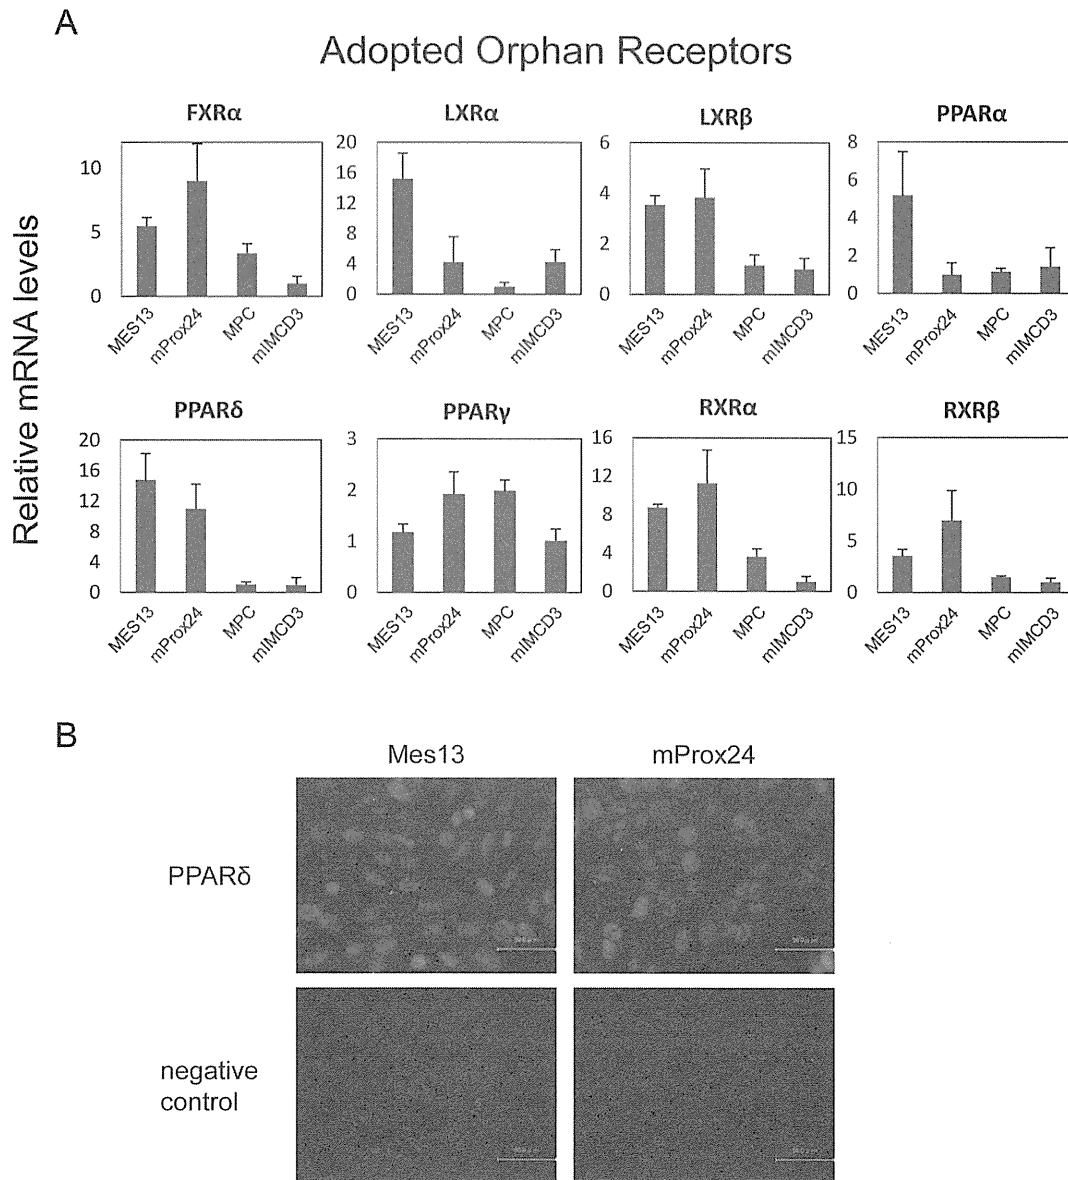 A
Adopted Orphan Receptors
Relative mRNA levels
FXRα
10
5
0
MES13
mProx24
MPC
mIMCD3
LXRα
20
16
12
8
4
0
MES13
mProx24
MPC
mIMCD3
LXRβ
6
4
2
0
MES13
mProx24
MPC
mIMCD3
PPARα
8
6
4
2
0
MES13
mProx24
MPC
mIMCD3
PPARδ
20
16
12
8
4
0
MES13
mProx24
MPC
mIMCD3
PPARγ
3
2
1
0
MES13
mProx24
MPC
mIMCD3
RXRα
16
12
8
4
0
MES13
mProx24
MPC
mIMCD3
RXRβ
15
10
5
0
MES13
mProx24
MPC
mIMCD3
B
Mes13
mProx24
PPARδ
negative
control